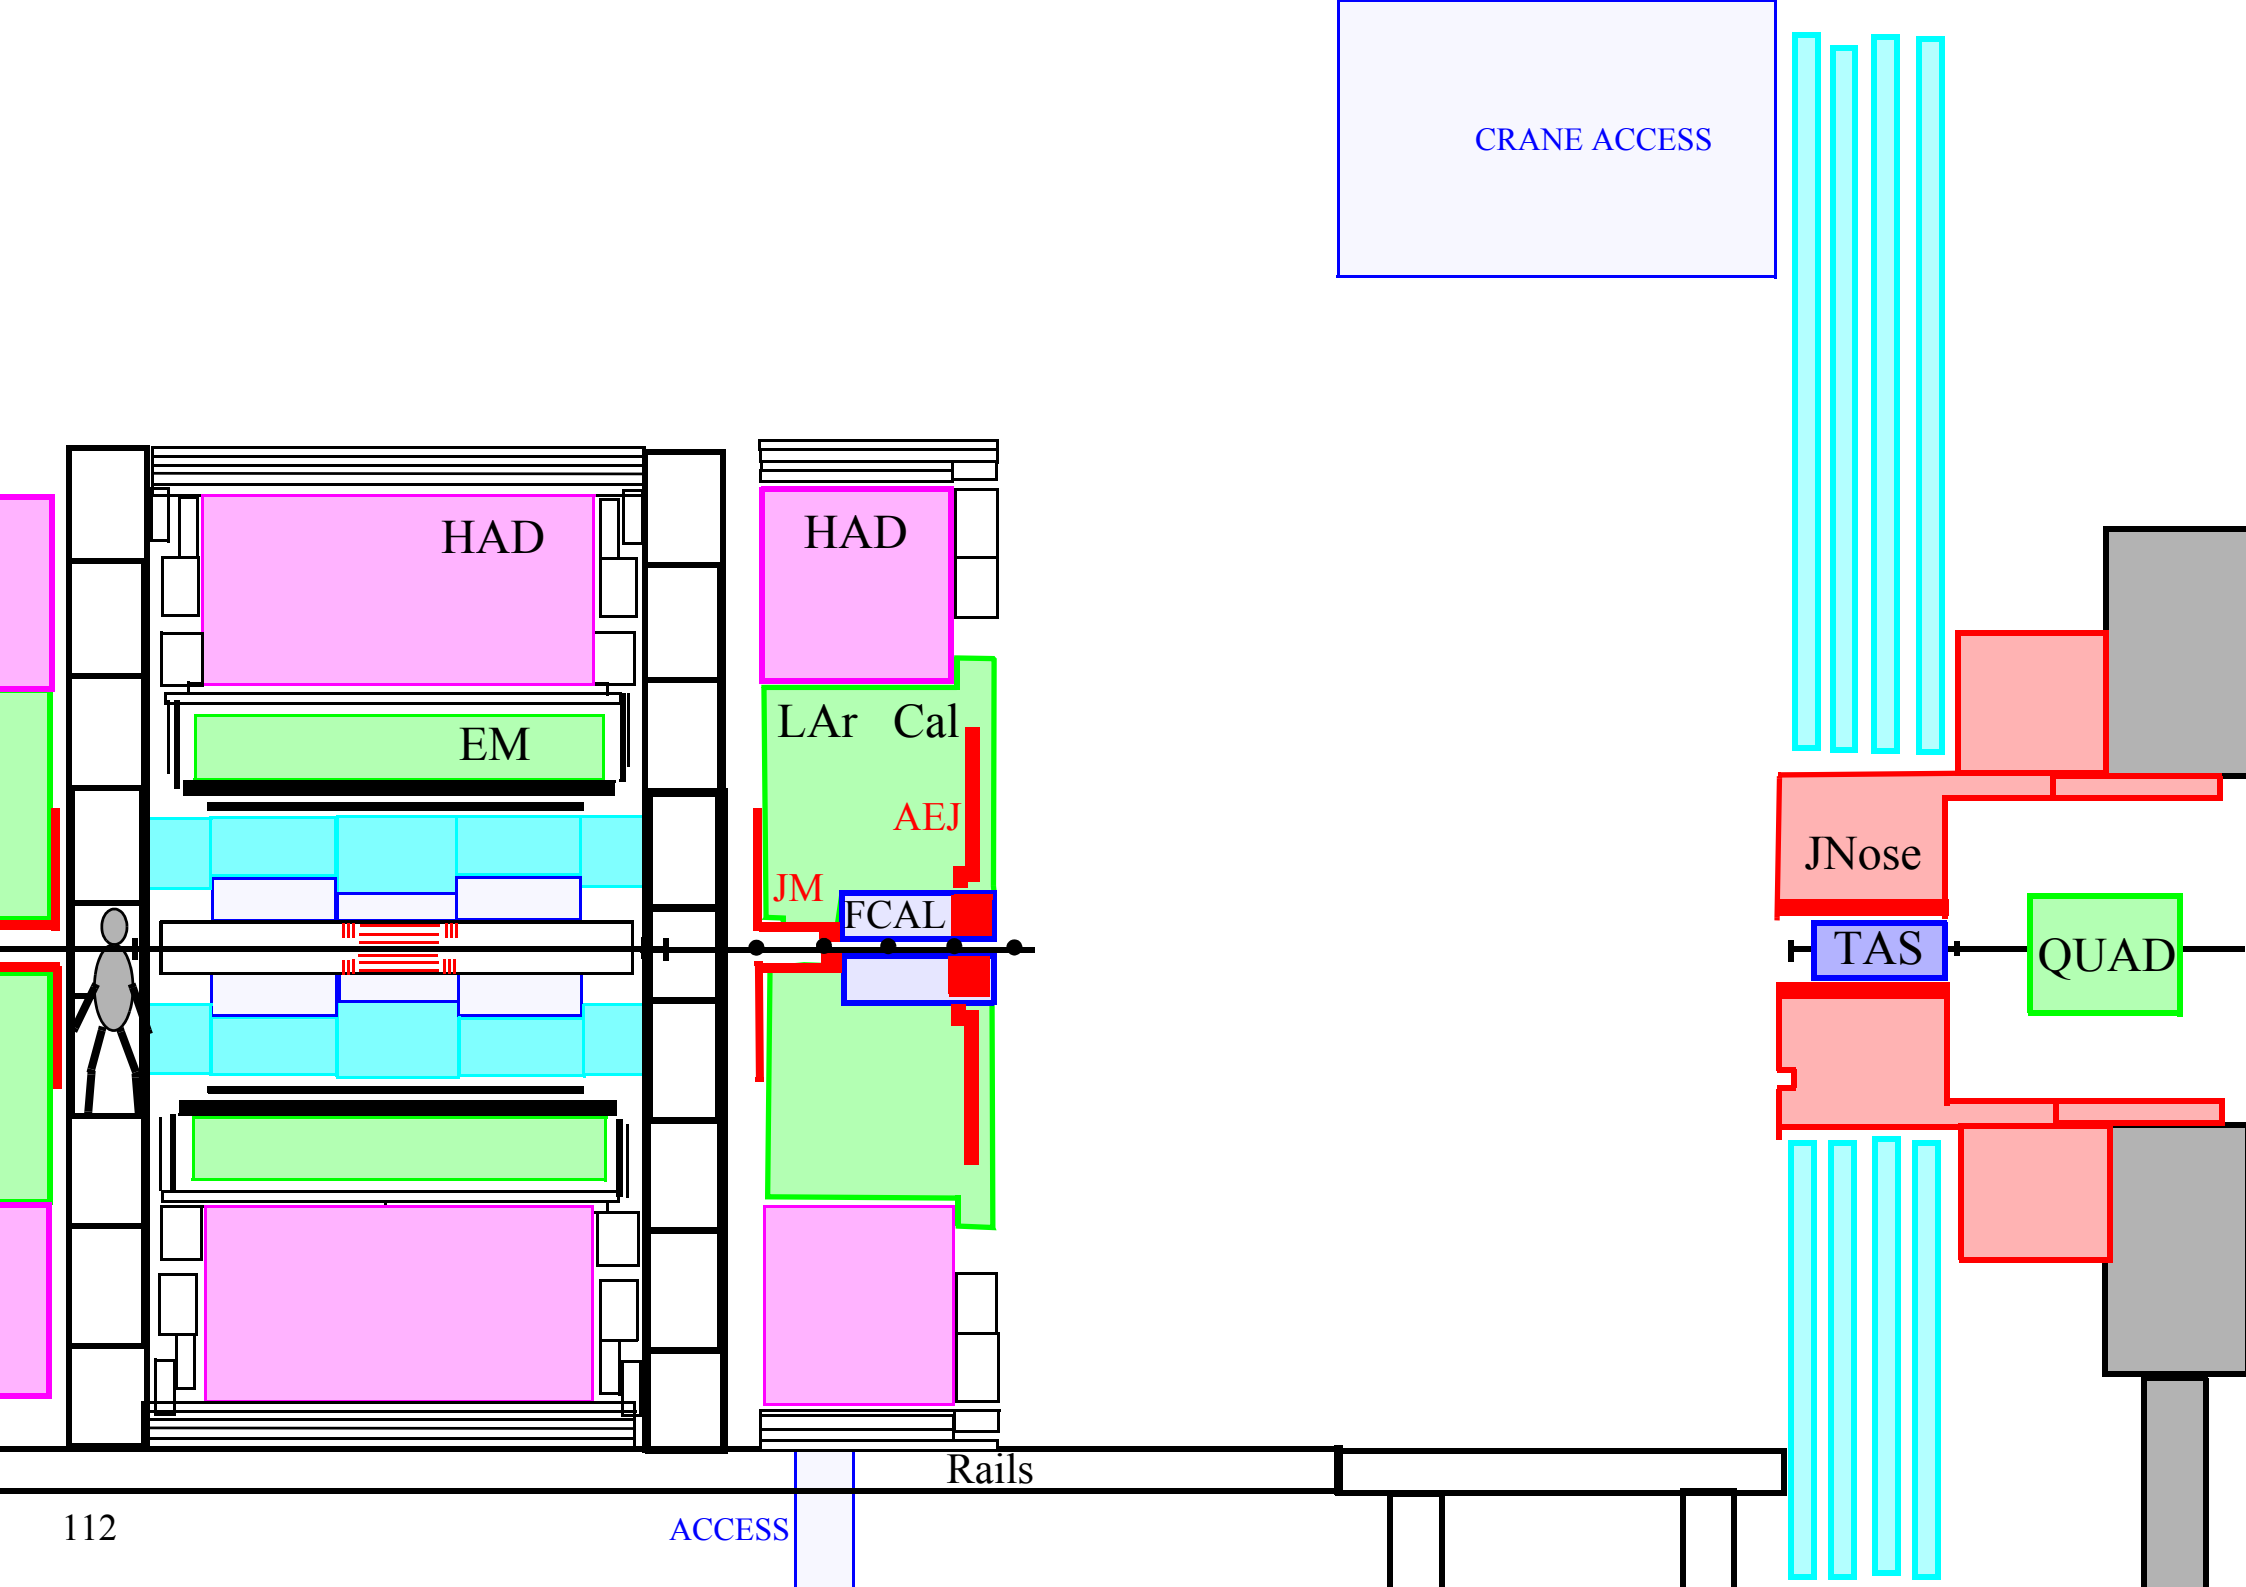 CRANE ACCESS
HAD
HAD
LAr Cal
EM
AEJ
JNose
JM
FCAL
TAS
QUAD
Rails
112
ACCESS